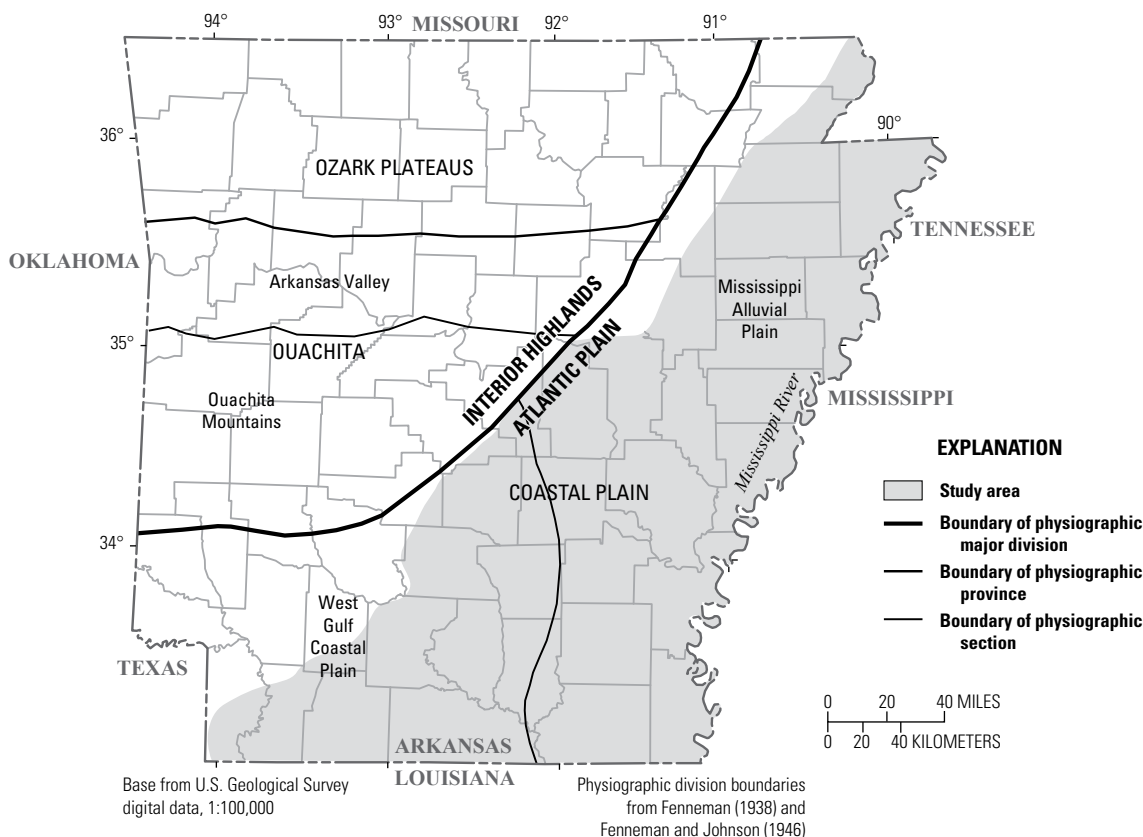 94°
93°
MISSOURI
92°
91°
36°
90°
OZARK PLATEAUS
TENNESSEE
OKLAHOMA
Arkansas Valley
Mississippi
Alluvial
Plain
INTERIOR HIGHLANDS
ATLANTIC PLAIN
35°
OUACHITA
Ouachita
Mountains
MISSISSIPPI
Mississippi River
COASTAL PLAIN
34°
West
Gulf
Coastal
Plain
TEXAS
ARKANSAS
LOUISIANA
EXPLANATION
Study area
Boundary of physiographic
major division
Boundary of physiographic
province
Boundary of physiographic
section
0 20 40 MILES
0 20 40 KILOMETERS
Base from U.S. Geological Survey
digital data, 1:100,000
Physiographic division boundaries
from Fenneman (1938) and
Fenneman and Johnson (1946)